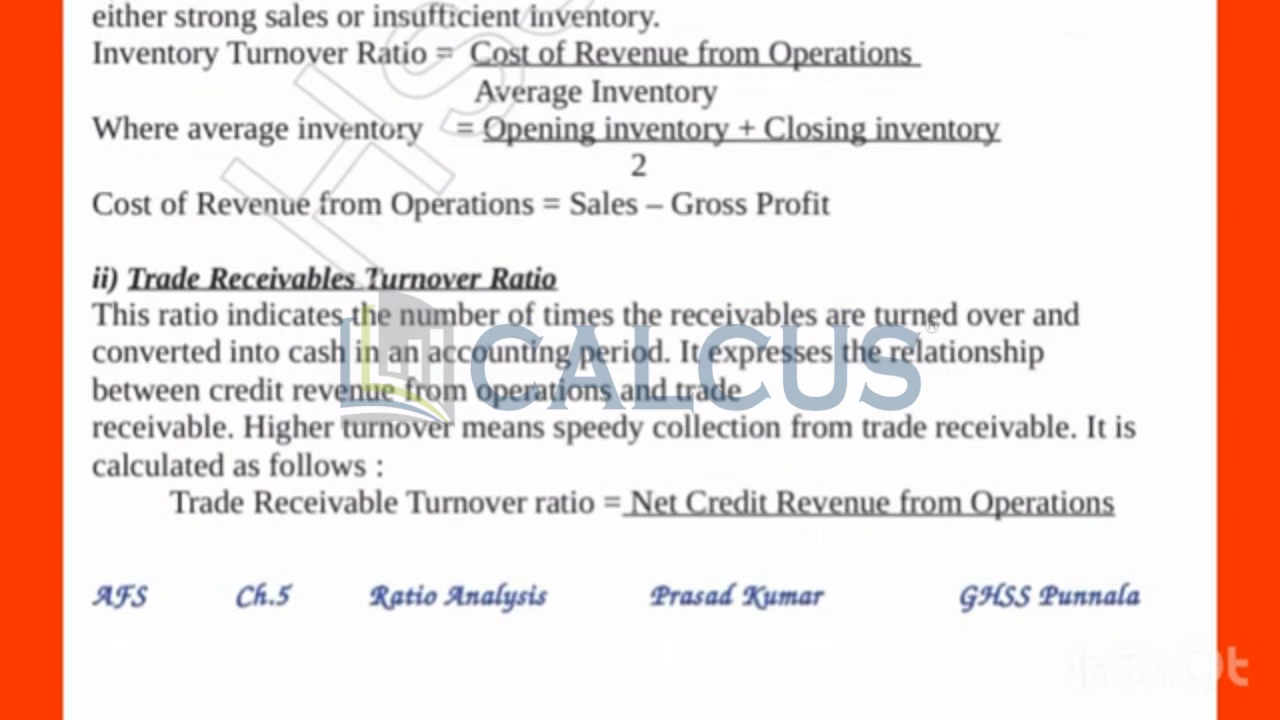 either strong sales or insufficient inventory.
Inventory Turnover Ratio = Cost of Revenue from Operations
Average Inventory
Where average inventory = Opening inventory + Closing inventory
2
Cost of Revenue from Operations = Sales – Gross Profit
ii) Trade Receivables Turnover Ratio
This ratio indicates the number of times the receivables are turned over and
converted into cash in an accounting period. It expresses the relationship
between credit revenue from operations and trade
receivable. Higher turnover means speedy collection from trade receivable. It is
calculated as follows :
Trade Receivable Turnover ratio = Net Credit Revenue from Operations
CALCUS®
AFS Ch.5 Ratio Analysis Prasad Kumar GHSS Punnala